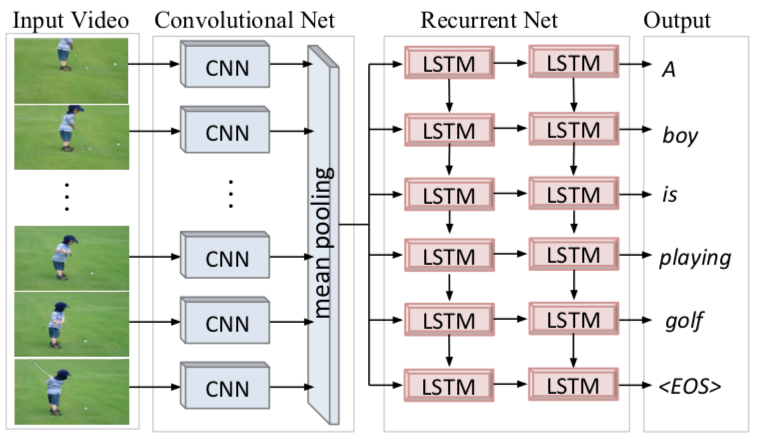 Input Video Convolutional Net Recurrent Net Output
CNN LSTM LSTM A
CNN LSTM LSTM boy
LSTM LSTM is
mean pooling
CNN LSTM LSTM playing
CNN LSTM LSTM golf
CNN LSTM LSTM <EOS>